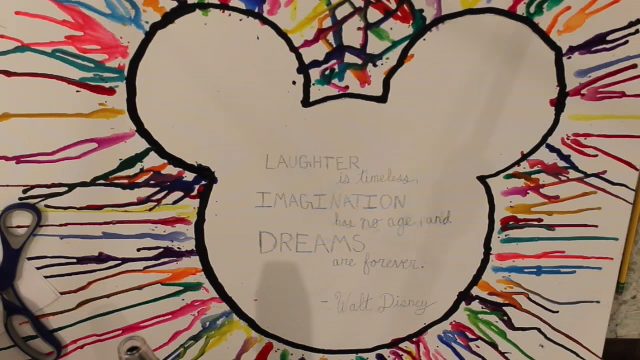 LAUGHTER
is timeless,
IMAGINATION
has no age, and
DREAMS
are forever.
- Walt Disney